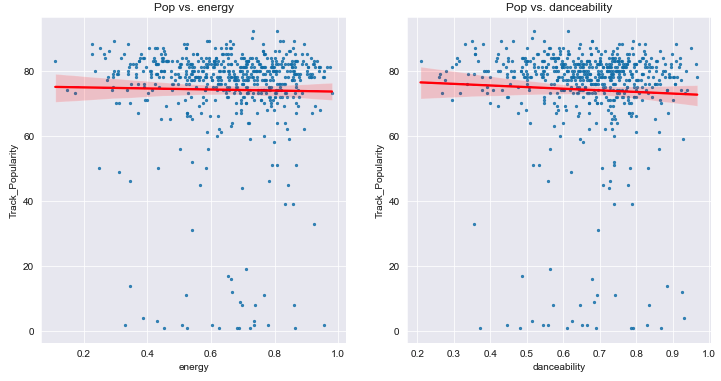 Pop vs. energy
Pop vs. danceability
Track_Popularity
80
60
40
20
0
0.2 0.4 0.6 0.8 1.0
energy
Track_Popularity
80
60
40
20
0
0.2 0.3 0.4 0.5 0.6 0.7 0.8 0.9 1.0
danceability